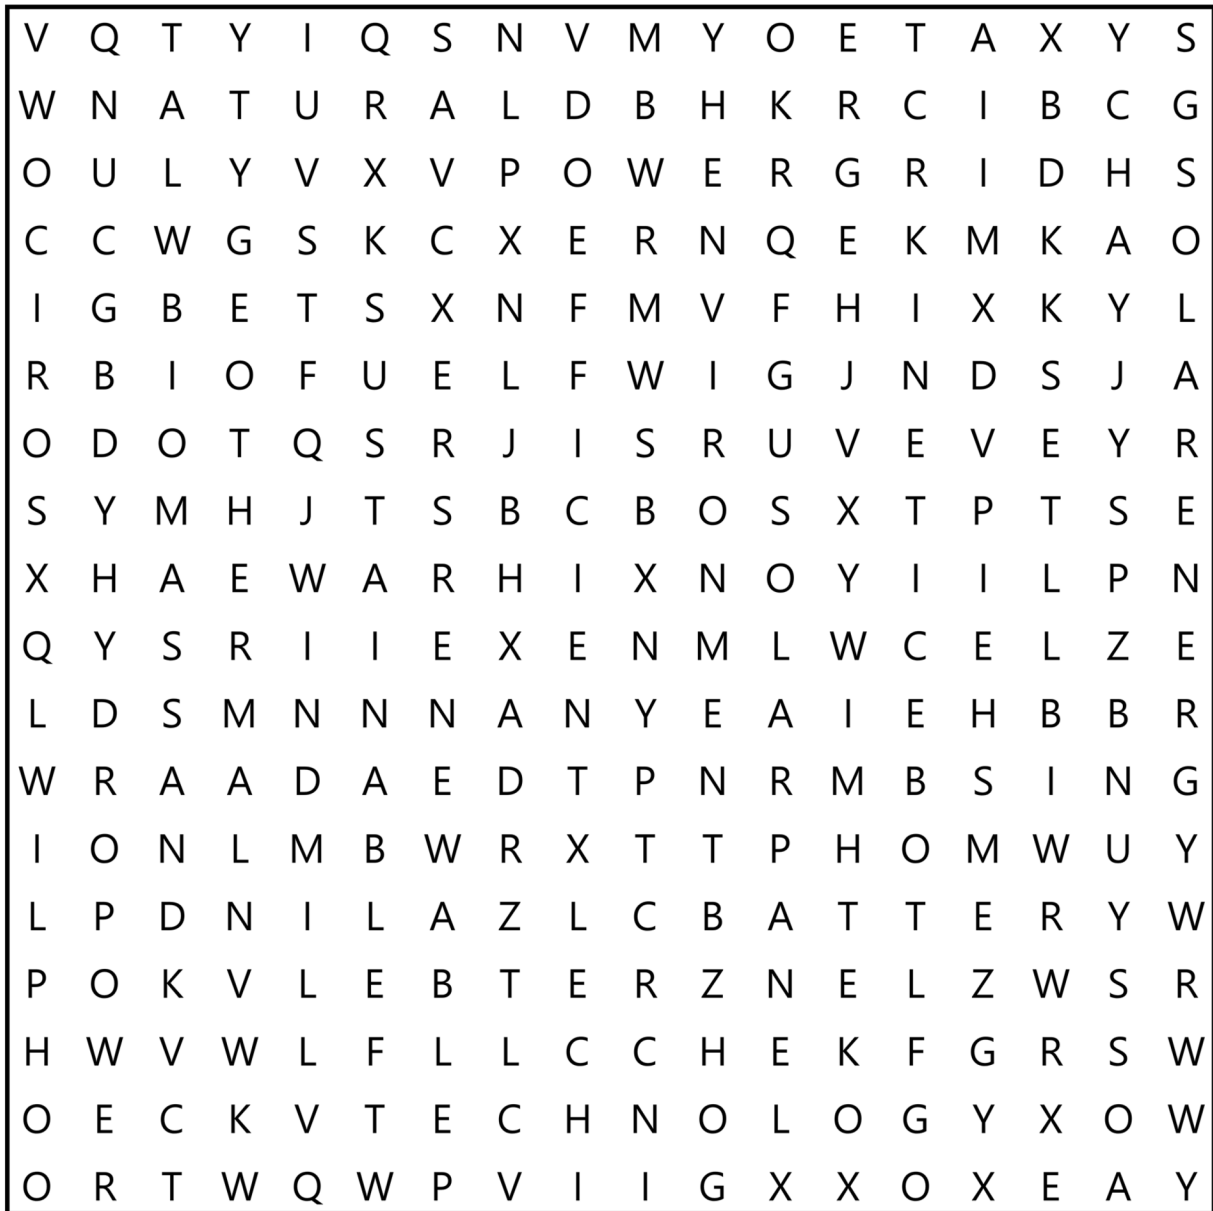 V Q T Y I Q S N V M Y O E T A X Y S
W N A T U R A L D B H K R C I B C G
O U L Y V X V P O W E R G R I D H S
C C W G S K C X E R N Q E K M K A O
I G B E T S X N F M V F H I X K Y L
R B I O F U E L F W I G J N D S J A
O D O T Q S R J I S R U V E V E Y R
S Y M H J T S B C B O S X T P T S E
X H A E W A R H I X N O Y I I L P N
Q Y S R I I E X E N M L W C E L Z E
L D S M N N N A N Y E A I E H B B R
W R A A D A E D T P N R M B S I N G
I O N L M B W R X T T P H O M W U Y
L P D N I L A Z L C B A T T E R Y W
P O K V L E B T E R Z N E L Z W S R
H W V W L F L L C C H E K F G R S W
O E C K V T E C H N O L O G Y X O W
O R T W Q W P V I I G X X O X E A Y